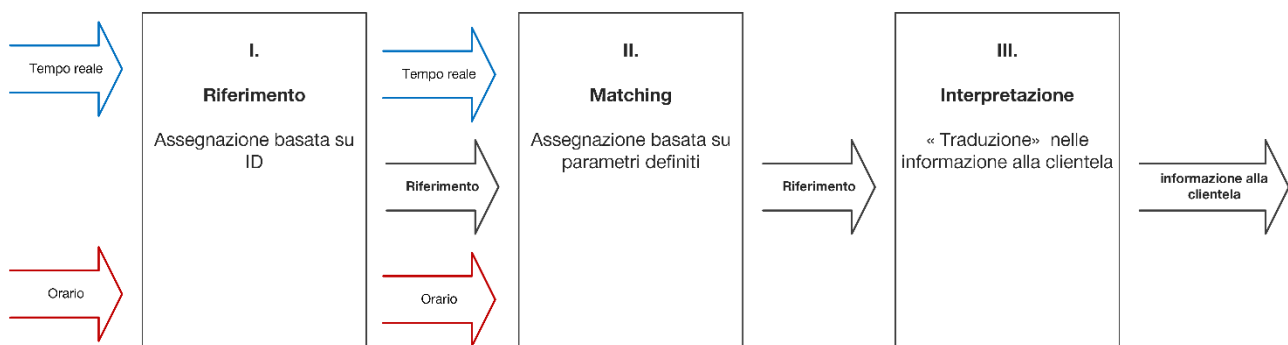 Tempo reale
Orario
I.
Riferimento
Assegnazione basata su
ID
Tempo reale
Riferimento
Orario
II.
Matching
Assegnazione basata su
parametri definiti
Riferimento
III.
Interpretazione
« Traduzione» nelle
informazione alla clientela
informazione alla
clientela